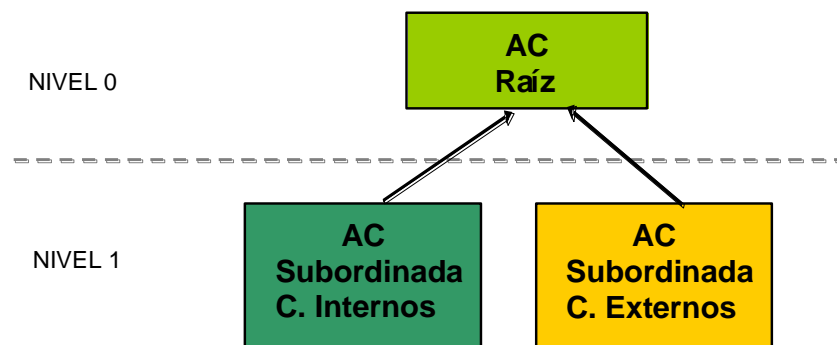 AC
Raíz
NIVEL 0
AC
Subordinada
C. Internos
AC
Subordinada
C. Externos
NIVEL 1